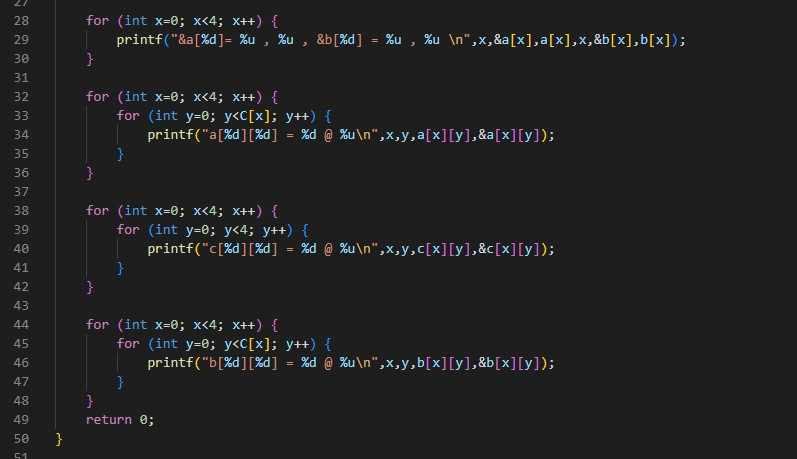 27
28 for (int x=0; x<4; x++) {
29 printf("&a[%d]= %u , %u , &b[%d] = %u , %u \n",x,&a[x],a[x],x,&b[x],b[x]);
30 }
31
32 for (int x=0; x<4; x++) {
33 for (int y=0; y<C[x]; y++) {
34 printf("a[%d][%d] = %d @ %u\n",x,y,a[x][y],&a[x][y]);
35 }
36 }
37
38 for (int x=0; x<4; x++) {
39 for (int y=0; y<4; y++) {
40 printf("c[%d][%d] = %d @ %u\n",x,y,c[x][y],&c[x][y]);
41 }
42 }
43
44 for (int x=0; x<4; x++) {
45 for (int y=0; y<C[x]; y++) {
46 printf("b[%d][%d] = %d @ %u\n",x,y,b[x][y],&b[x][y]);
47 }
48 }
49 return 0;
50 }
51